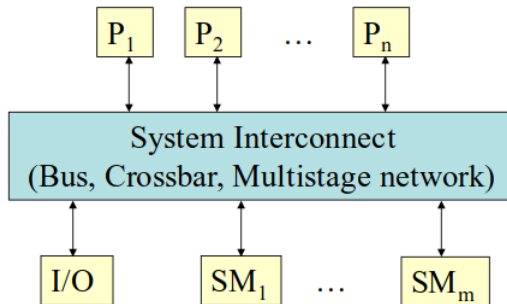 P1 P2 ... Pn
System Interconnect
(Bus, Crossbar, Multistage network)
I/O SM1 ... SMm